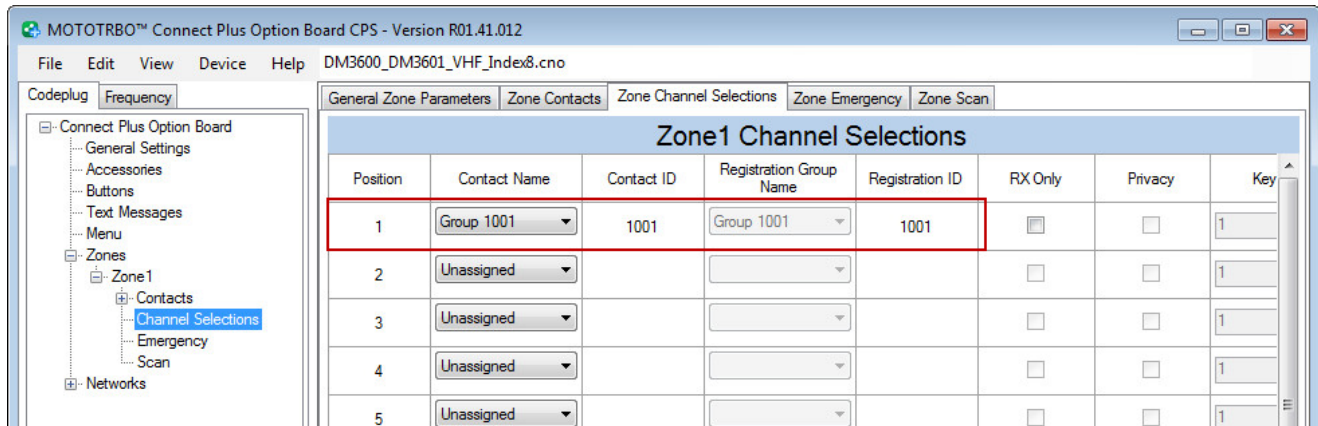 MOTOTRBO™ Connect Plus Option Board CPS - Version R01.41.012
File Edit View Device Help DM3600_DM3601_VHF_Index8.cno
Codeplug Frequency
Connect Plus Option Board
General Settings
Accessories
Buttons
Text Messages
Menu
Zones
Zone1
Contacts
Channel Selections
Emergency
Scan
Networks
General Zone Parameters Zone Contacts Zone Channel Selections Zone Emergency Zone Scan
Zone1 Channel Selections
Position Contact Name Contact ID Registration Group Name Registration ID RX Only Privacy Key
1 Group 1001 1001 Group 1001 1001 1
2 Unassigned 1
3 Unassigned 1
4 Unassigned 1
5 Unassigned 1